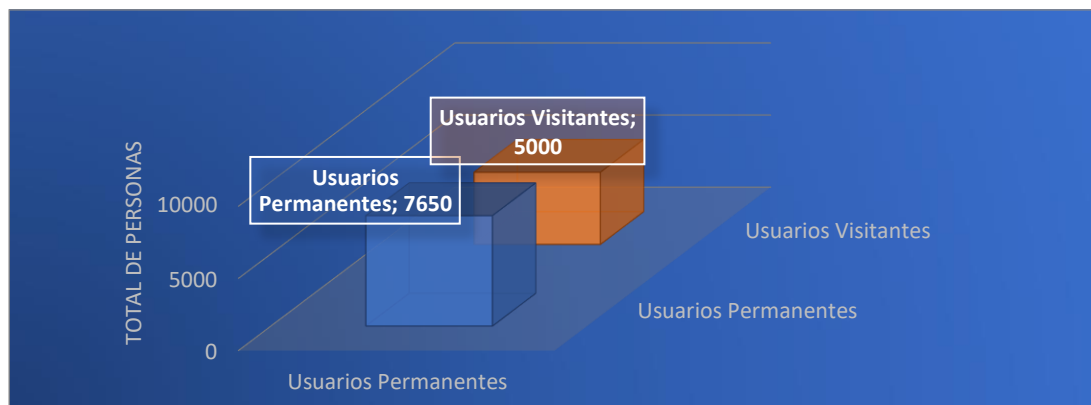 Usuarios Visitantes;
5000
Usuarios
Permanentes; 7650
TOTAL DE PERSONAS
10000
5000
0
Usuarios Visitantes
Usuarios Permanentes
Usuarios Permanentes